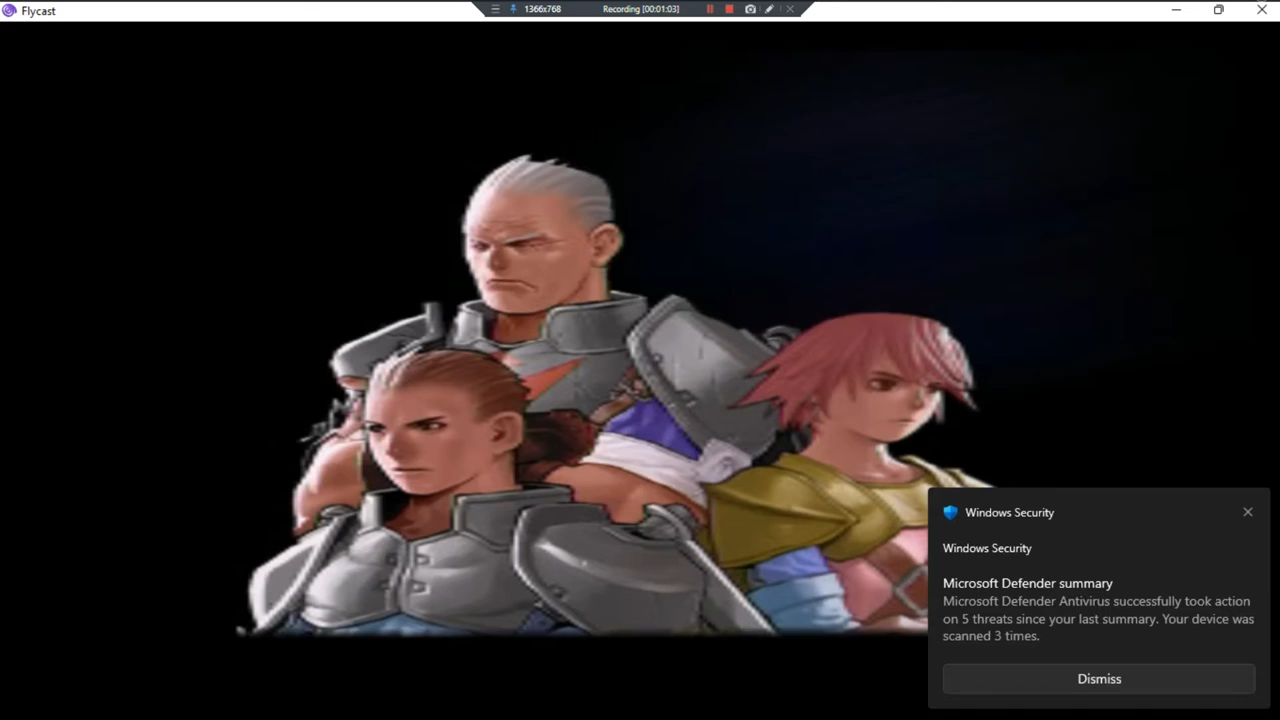 Flycast
1366x768
Recording [00:01:03]
Windows Security
Windows Security
Microsoft Defender summary
Microsoft Defender Antivirus successfully took action
on 5 threats since your last summary. Your device was
scanned 3 times.
Dismiss